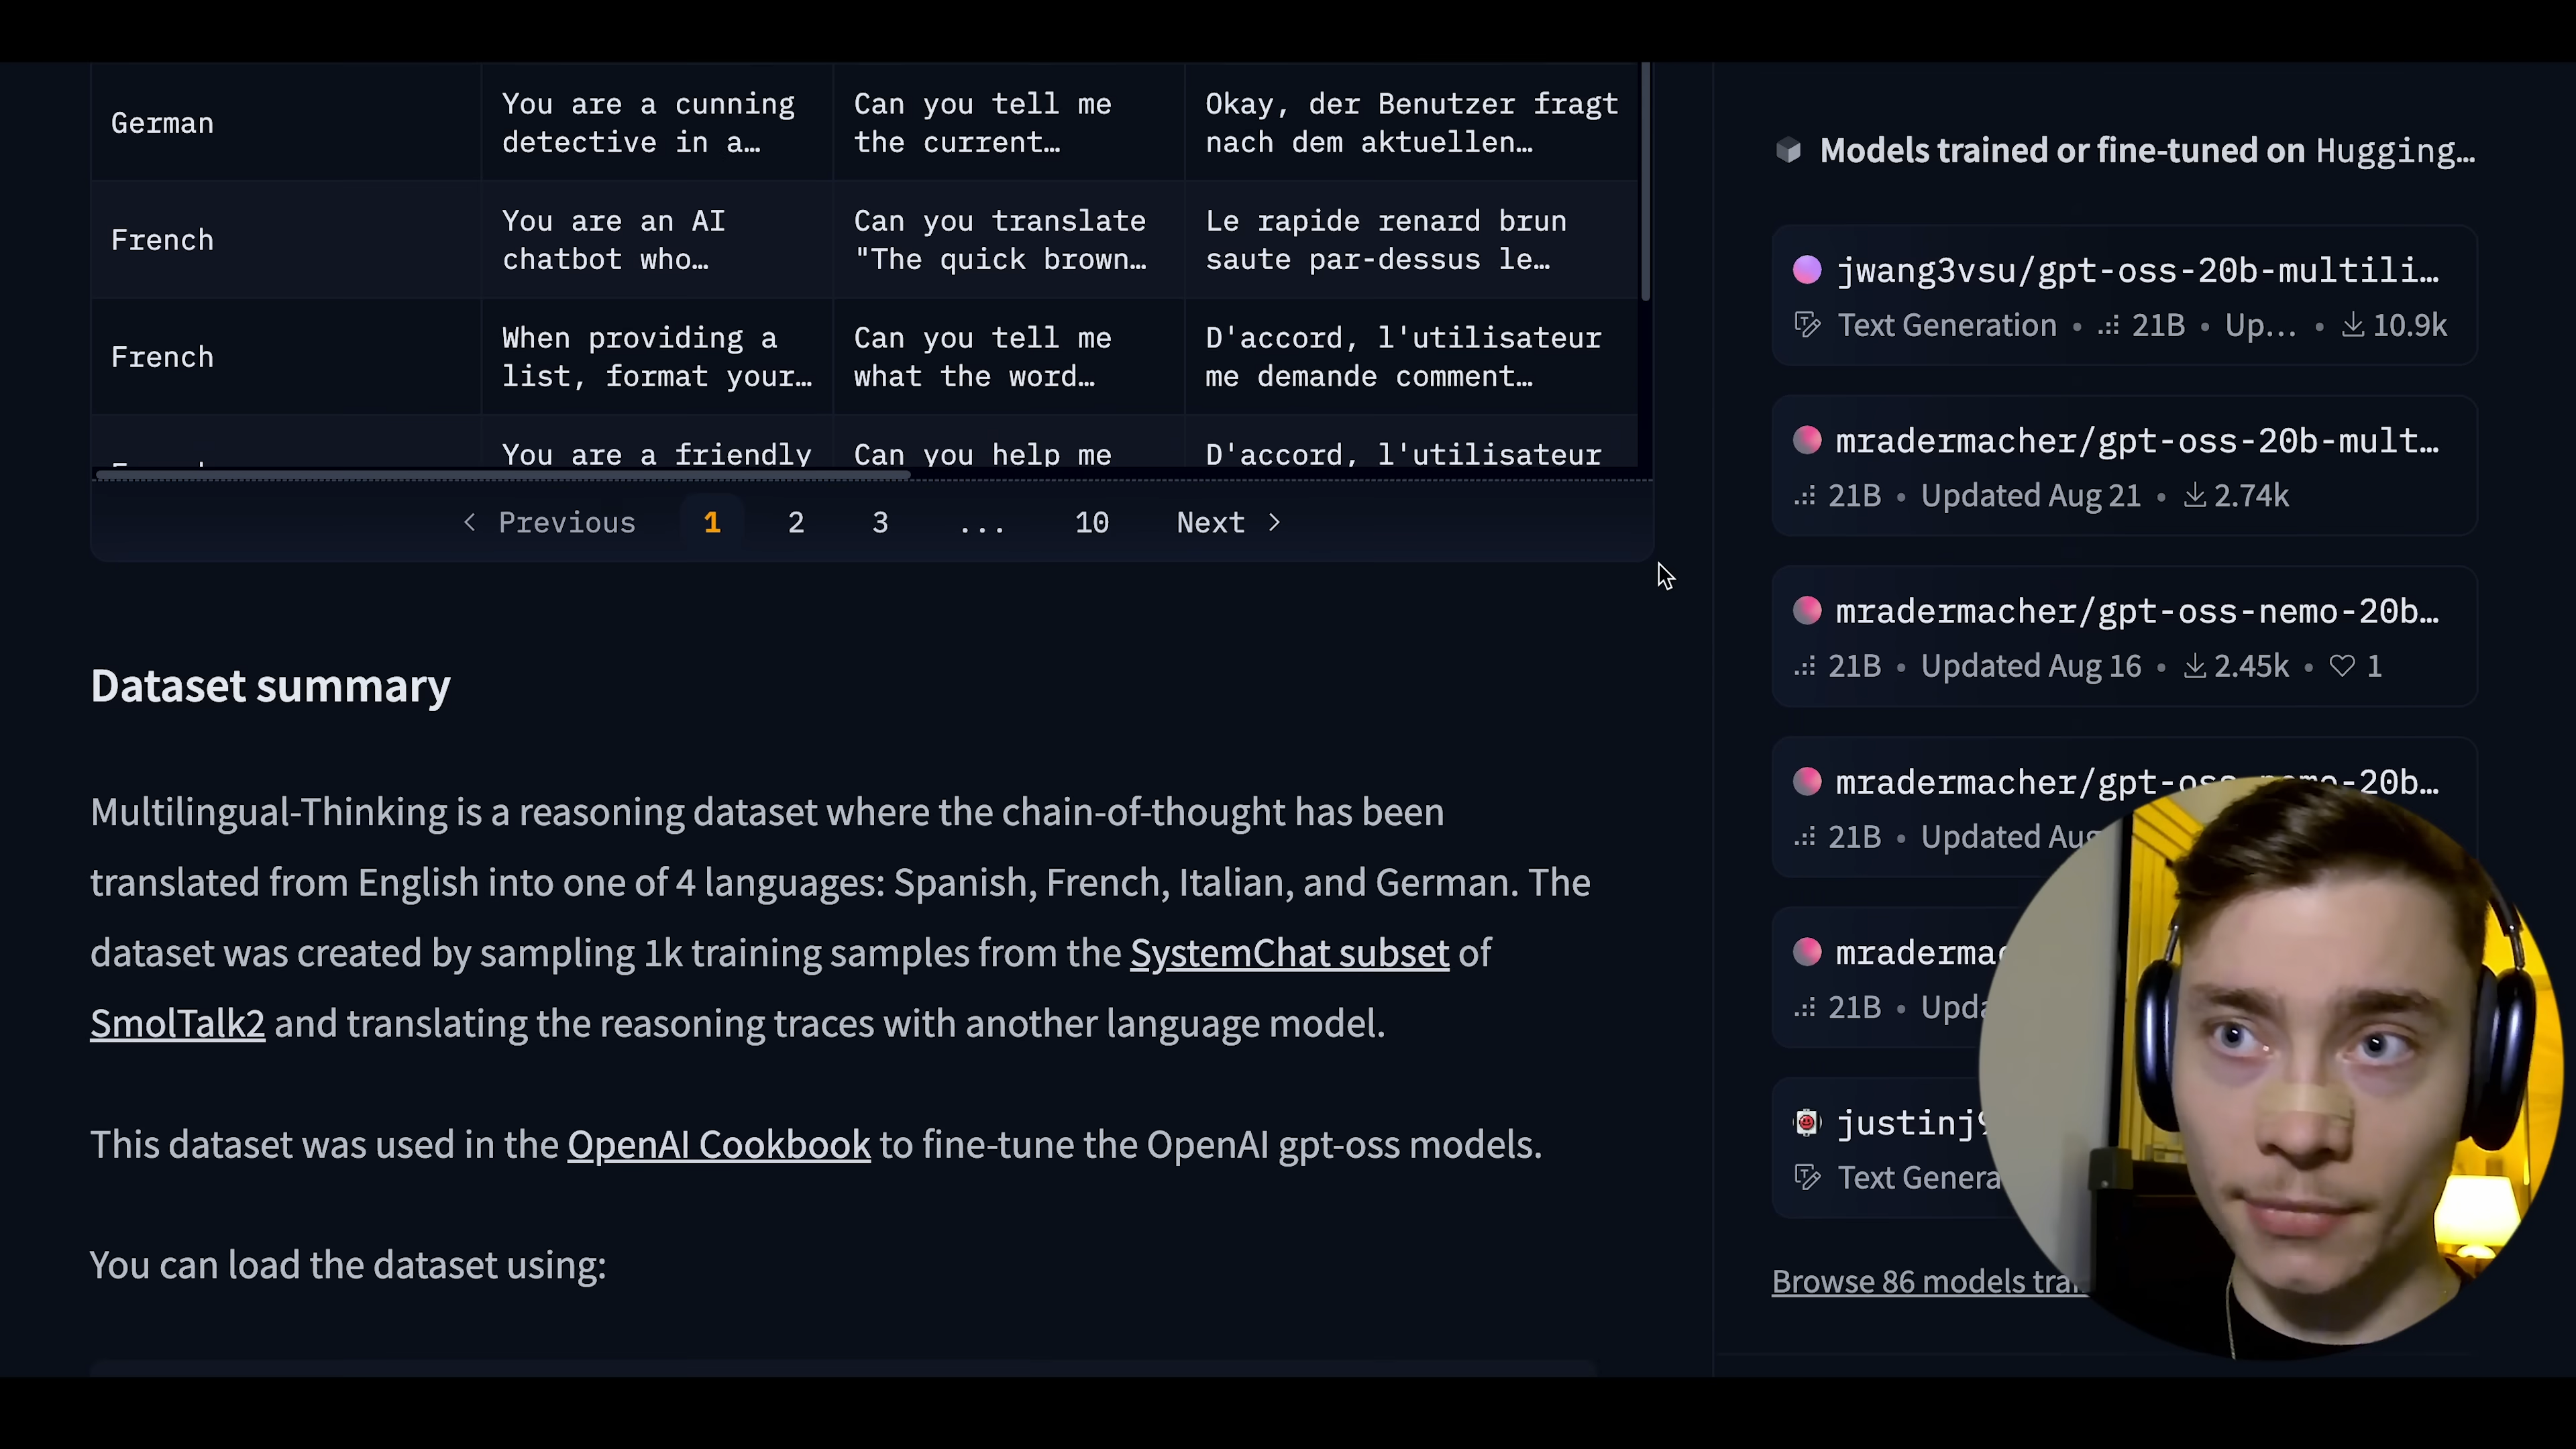 German
You are a cunning
detective in a…
Can you tell me
the current…
Okay, der Benutzer fragt
nach dem aktuellen…
French
You are an AI
chatbot who…
Can you translate
"The quick brown…
Le rapide renard brun
saute par-dessus le…
French
When providing a
list, format your…
Can you tell me
what the word…
D'accord, l'utilisateur
me demande comment…
You are a friendly
Can you help me
D'accord, l'utilisateur
Previous 1 2 3 ... 10 Next
Dataset summary
Multilingual-Thinking is a reasoning dataset where the chain-of-thought has been
translated from English into one of 4 languages: Spanish, French, Italian, and German. The
dataset was created by sampling 1k training samples from the SystemChat subset of
SmolTalk2 and translating the reasoning traces with another language model.
This dataset was used in the OpenAI Cookbook to fine-tune the OpenAI gpt-oss models.
You can load the dataset using:
Models trained or fine-tuned on Hugging…
jwang3vsu/gpt-oss-20b-multili…
Text Generation • 21B • Up… • 10.9k
mradermacher/gpt-oss-20b-mult…
21B • Updated Aug 21 • 2.74k
mradermacher/gpt-oss-nemo-20b…
21B • Updated Aug 16 • 2.45k • 1
mradermacher/gpt-oss-nemo-20b…
21B • Updated Aug
mraderma
21B • Upda
justinj
Text Genera
Browse 86 models tra